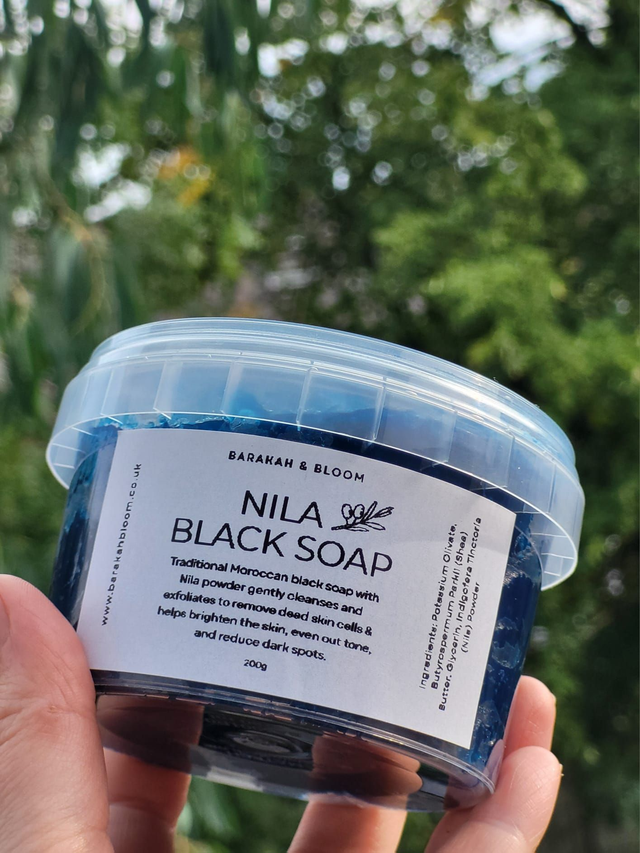 BARAKAH & BLOOM
NILA
BLACK SOAP
Traditional Moroccan black soap with
Nila powder gently cleanses and
exfoliates to remove dead skin cells &
helps brighten the skin, even out tone,
and reduce dark spots.
200g
www.barakahbloom.co.uk
Ingredients: Potassium Olivate,
Butyrospermum Parkii (Shea)
Butter, Glycerin, Indigofera Tinctoria
(Nila) Powder